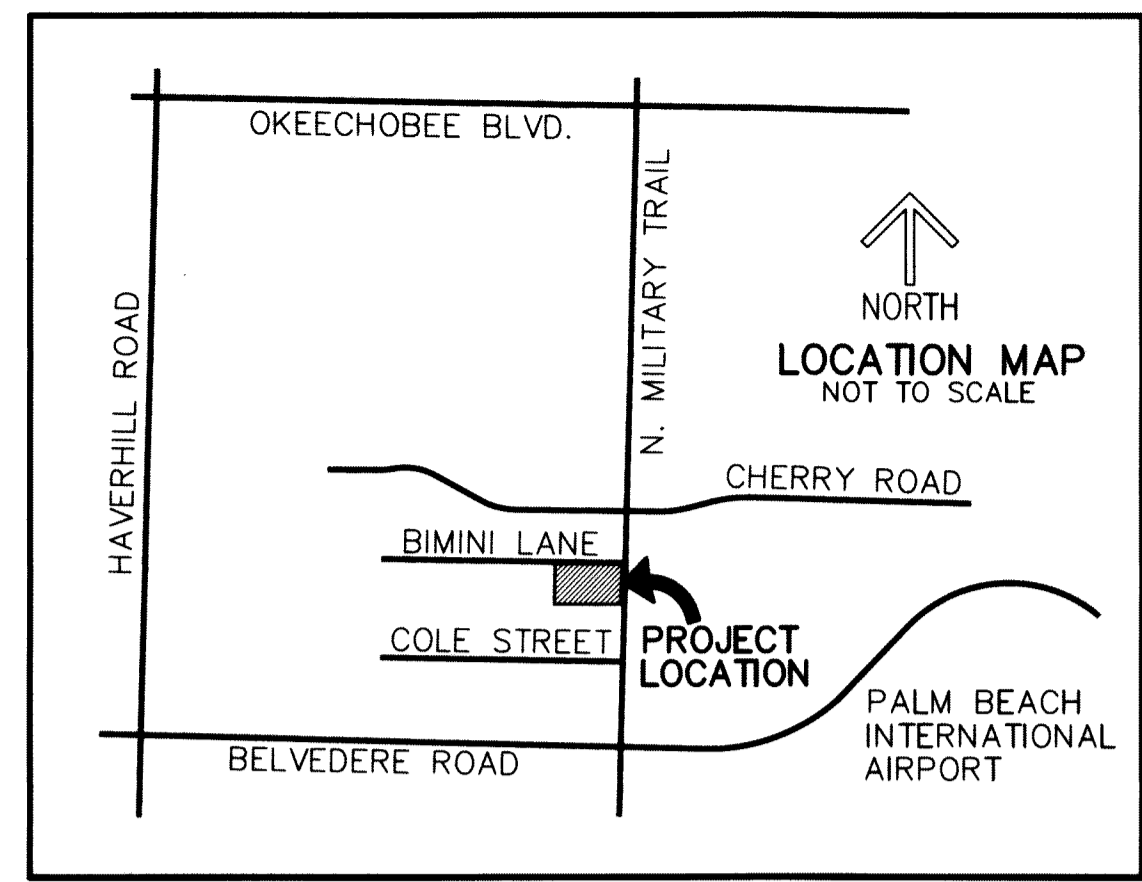 OKEECHOBEE BLVD.
N. MILITARY TRAIL
HAVERHILL ROAD
NORTH
LOCATION MAP
NOT TO SCALE
CHERRY ROAD
BIMINI LANE
COLE STREET
PROJECT
LOCATION
PALM BEACH
INTERNATIONAL
AIRPORT
BELVEDERE ROAD